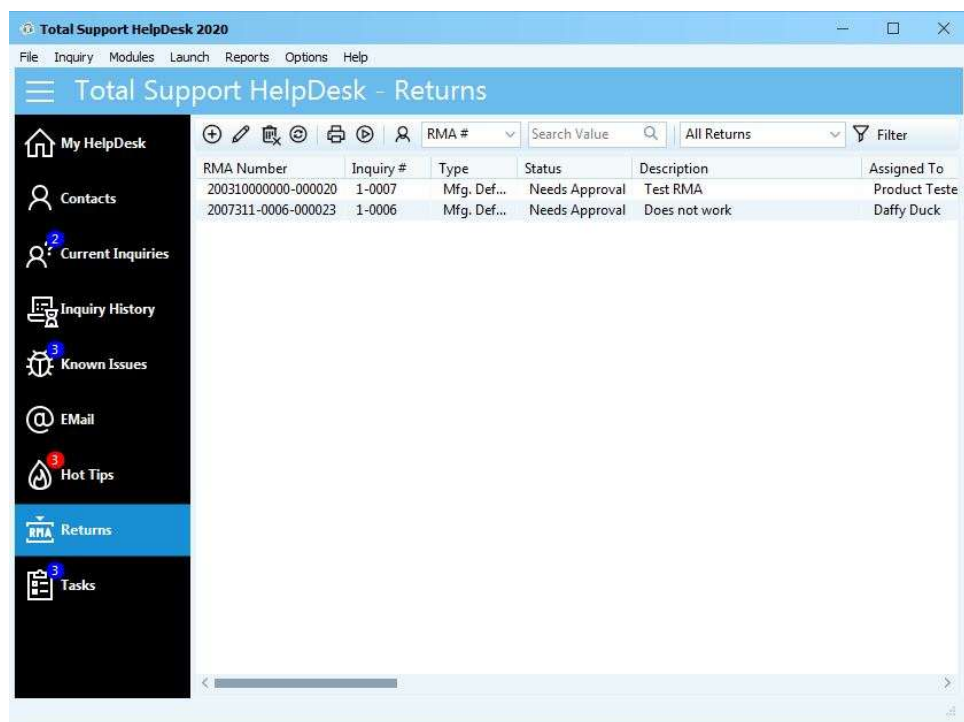 Total Support HelpDesk 2020
File Inquiry Modules Launch Reports Options Help
Total Support HelpDesk - Returns
RMA # Search Value All Returns Filter
My HelpDesk
Contacts
2
Current Inquiries
Inquiry History
3
Known Issues
@ EMail
3
Hot Tips
RMA Returns
3
Tasks
RMA Number Inquiry # Type Status Description Assigned To
200310000000-000020 1-0007 Mfg. Def... Needs Approval Test RMA Product Teste
2007311-0006-000023 1-0006 Mfg. Def... Needs Approval Does not work Daffy Duck